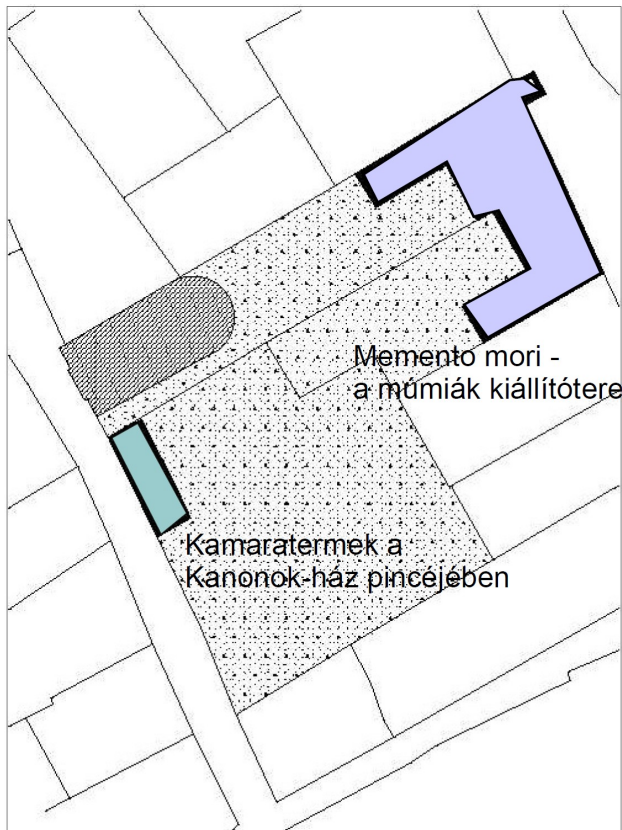 Memento mori -
a múmiák kiállítótere
Kamaratermek a
Kanonok-ház pincéjében